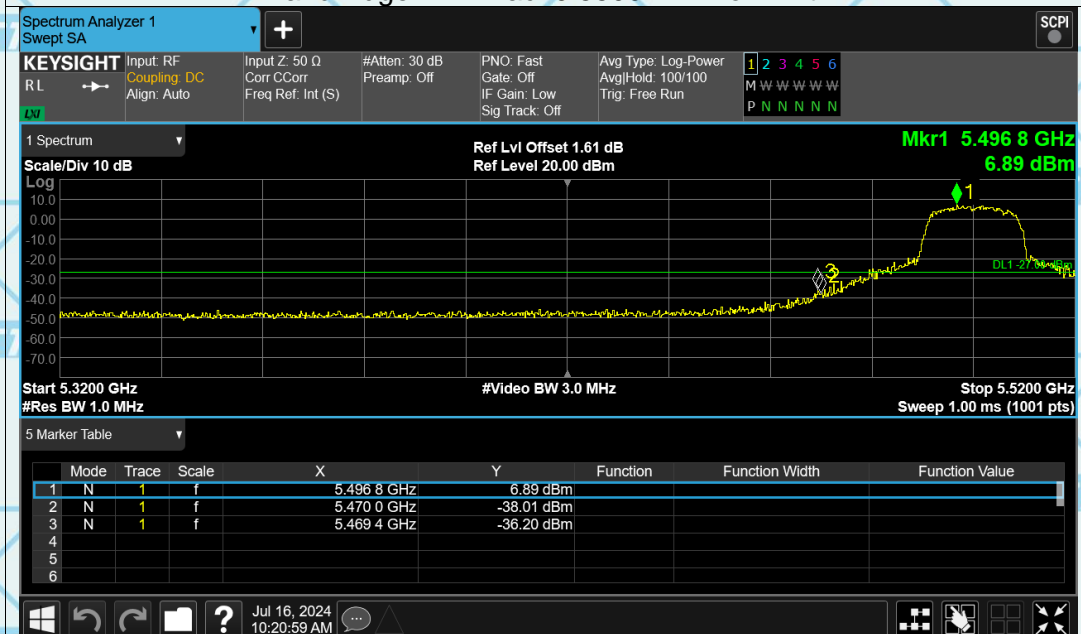 Spectrum Analyzer 1
Swept SA
SCPI
KEYSIGHT Input: RF Input Z: 50 Ω #Atten: 30 dB PNO: Fast Avg Type: Log-Power 1 2 3 4 5 6
RL Coupling: DC Corr CCorr Preamp: Off Gate: Off Avg|Hold: 100/100 M W W W W W
Align: Auto Freq Ref: Int (S) IF Gain: Low Trig: Free Run
LXI Sig Track: Off P N N N N N
1 Spectrum Ref Lvl Offset 1.61 dB Mkr1 5.496 8 GHz
Scale/Div 10 dB Ref Level 20.00 dBm 6.89 dBm
Log
1
10.0
0.00
-10.0
-20.0
DL1 -27.00 dBm
3
2
-30.0
-40.0
-50.0
-60.0
-70.0
Start 5.3200 GHz #Video BW 3.0 MHz Stop 5.5200 GHz
#Res BW 1.0 MHz Sweep 1.00 ms (1001 pts)
5 Marker Table
Mode Trace Scale X Y Function Function Width Function Value
1 N 1 f 5.496 8 GHz 6.89 dBm
2 N 1 f 5.470 0 GHz -38.01 dBm
3 N 1 f 5.469 4 GHz -36.20 dBm
4
5
6
? Jul 16, 2024
10:20:59 AM